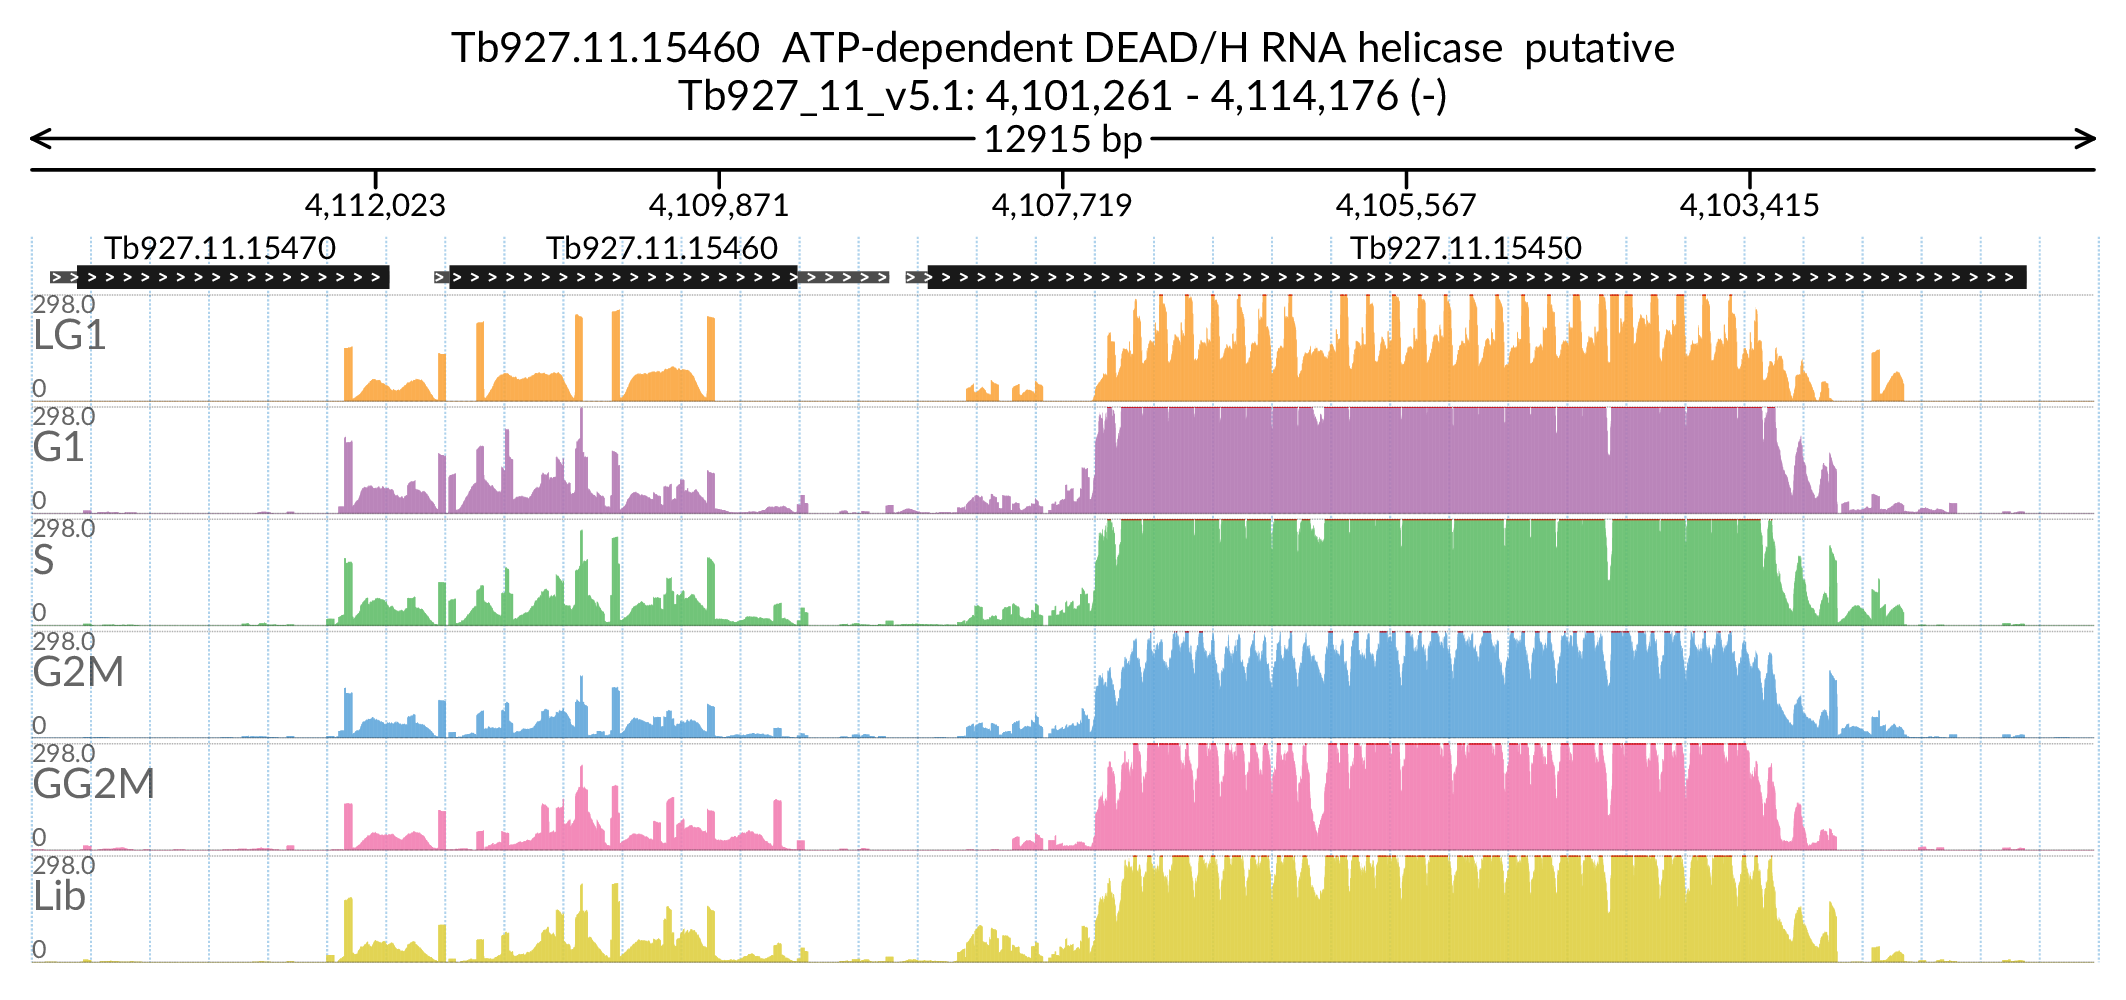 Tb927.11.15460 ATP-dependent DEAD/H RNA helicase putative
Tb927_11_v5.1: 4,101,261 - 4,114,176 (-)
12915 bp
4,112,023 4,109,871 4,107,719 4,105,567 4,103,415
Tb927.11.15470 Tb927.11.15460 Tb927.11.15450
298.0
LG1
0
298.0
G1
0
298.0
S
0
298.0
G2M
0
298.0
GG2M
0
298.0
Lib
0